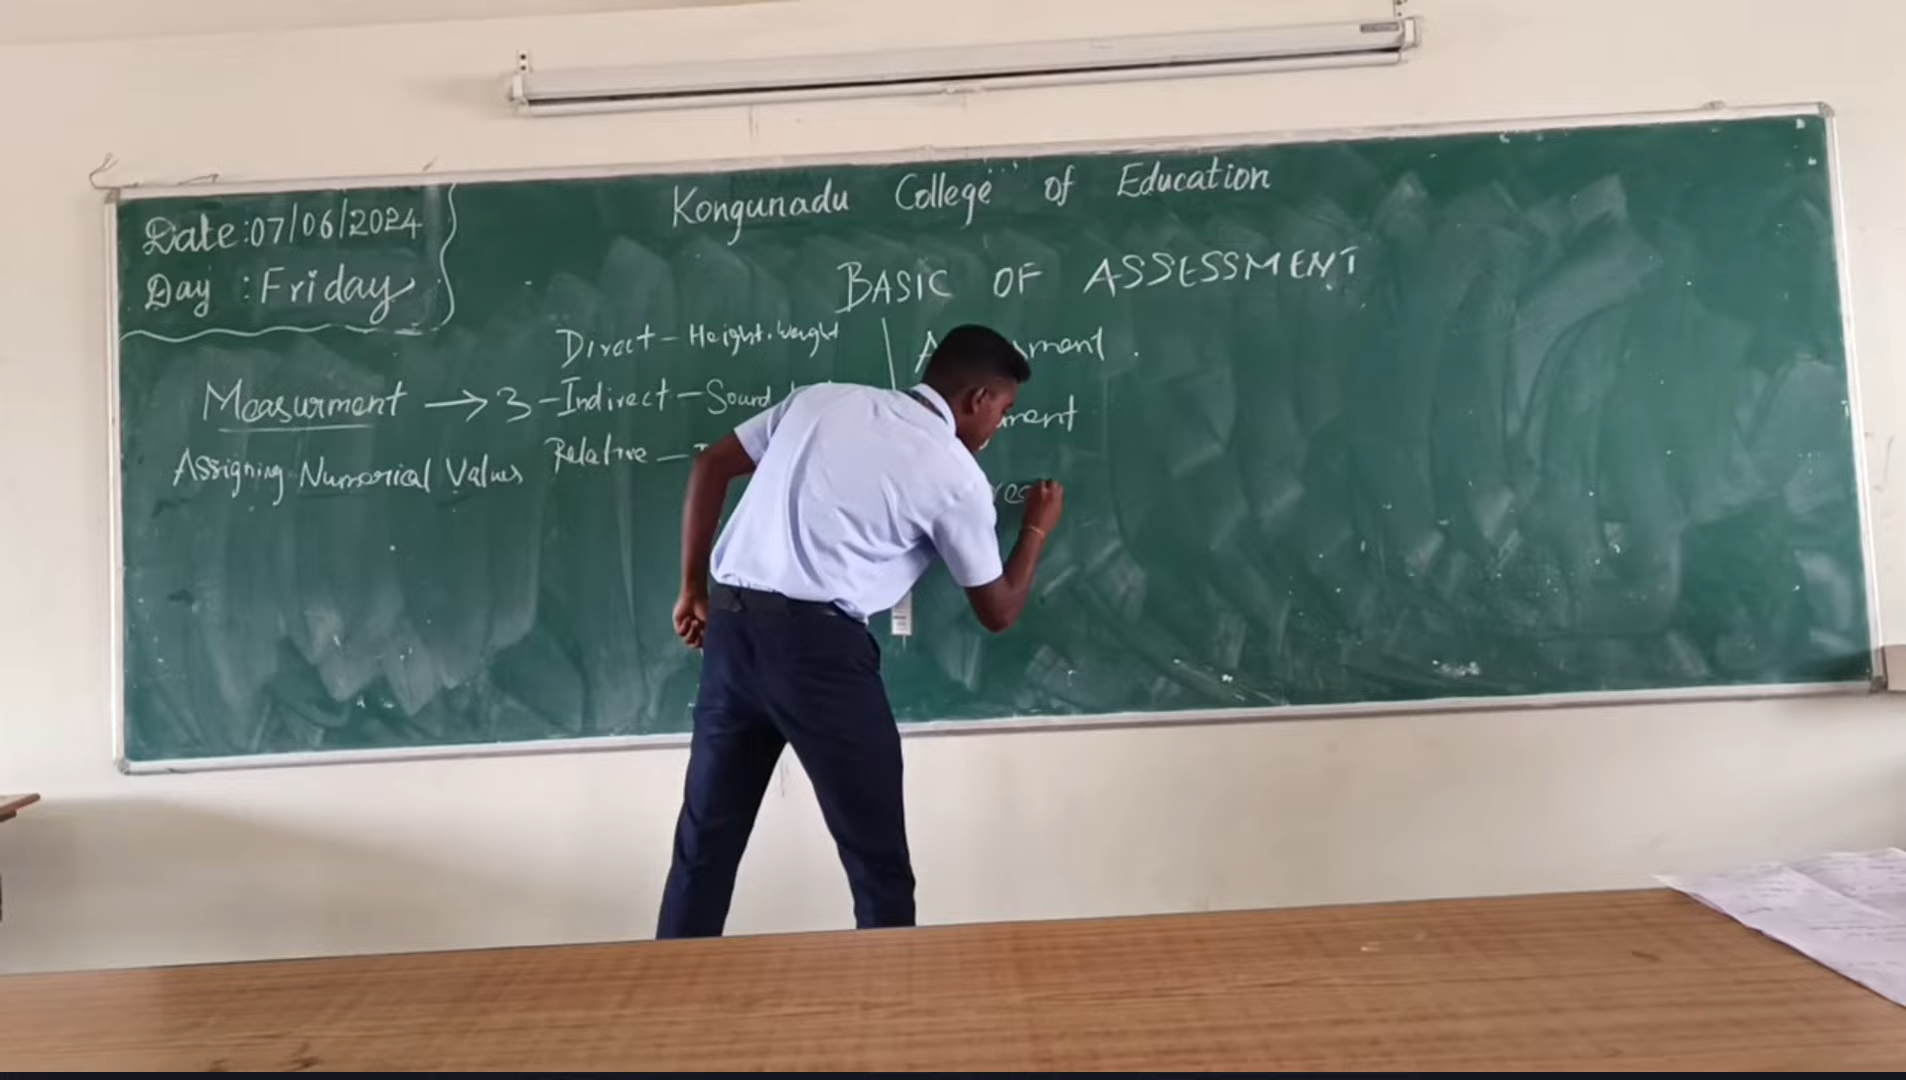 Date:07/06/2024
Day :Friday
Kongunadu College of Education
BASIC OF ASSESSMENT
Direct - Height. Weight
Measurment → 3 - Indirect - Sound
Relative -
Assigning Numerical Values